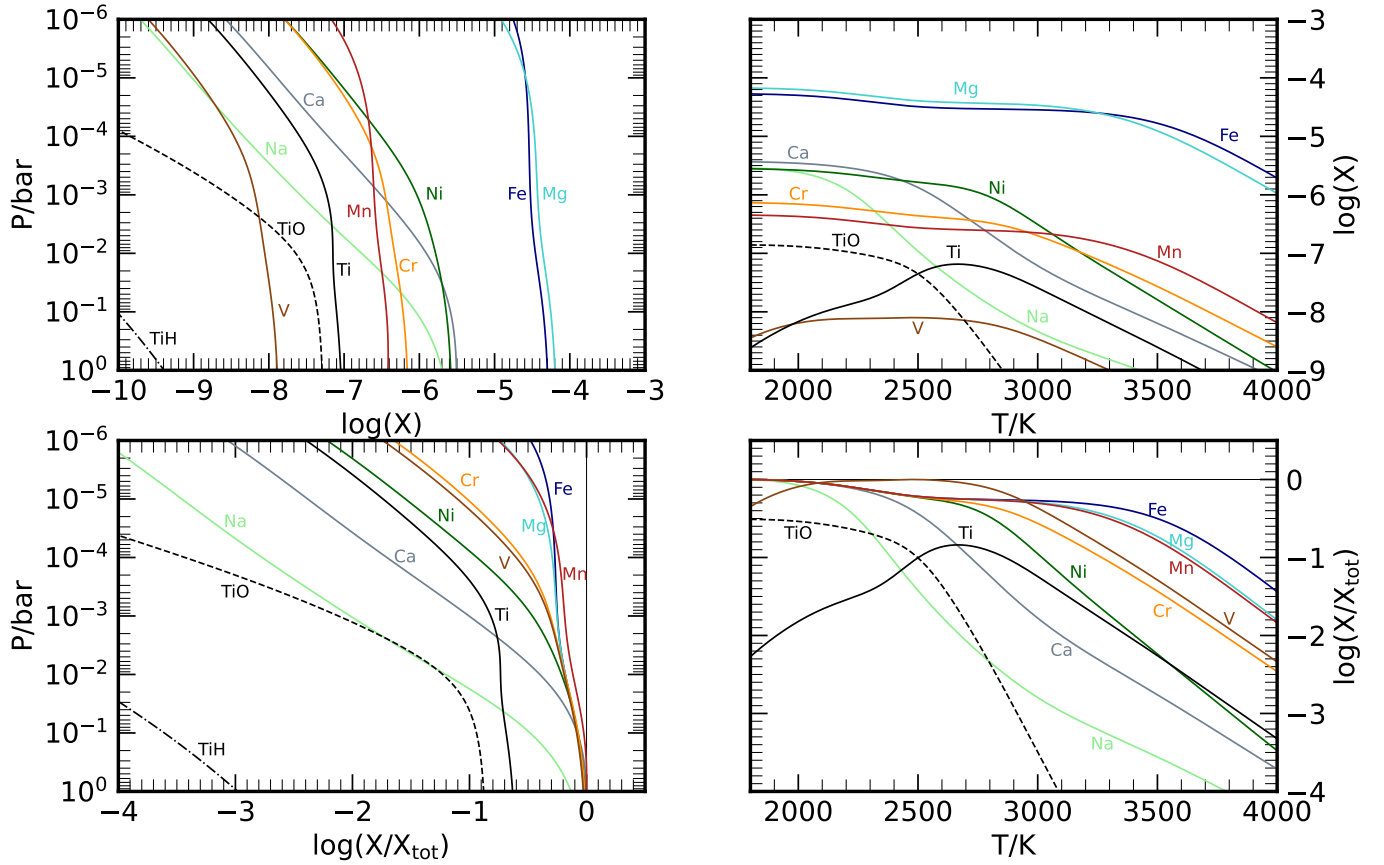 10⁻⁶
10⁻⁵
10⁻⁴
10⁻³
10⁻²
10⁻¹
10⁰
P/bar
Ca
Na
Ni
Mn
Fe
Mg
TiO
Ti
Cr
V
TiH
−10 −9 −8 −7 −6 −5 −4 −3
log(X)
−3
−4
−5
−6
−7
−8
−9
log(X)
Mg
Fe
Ca
Ni
Cr
TiO
Ti
Mn
Na
V
2000 2500 3000 3500 4000
T/K
10⁻⁶
10⁻⁵
10⁻⁴
10⁻³
10⁻²
10⁻¹
10⁰
P/bar
Cr
Fe
Na
Ni
Mg
Ca
V
Mn
TiO
Ti
TiH
−4 −3 −2 −1 0
log(X/Xtot)
0
−1
−2
−3
−4
log(X/Xtot)
TiO
Ti
Fe
Mg
Mn
Ni
Cr
V
Ca
Na
2000 2500 3000 3500 4000
T/K